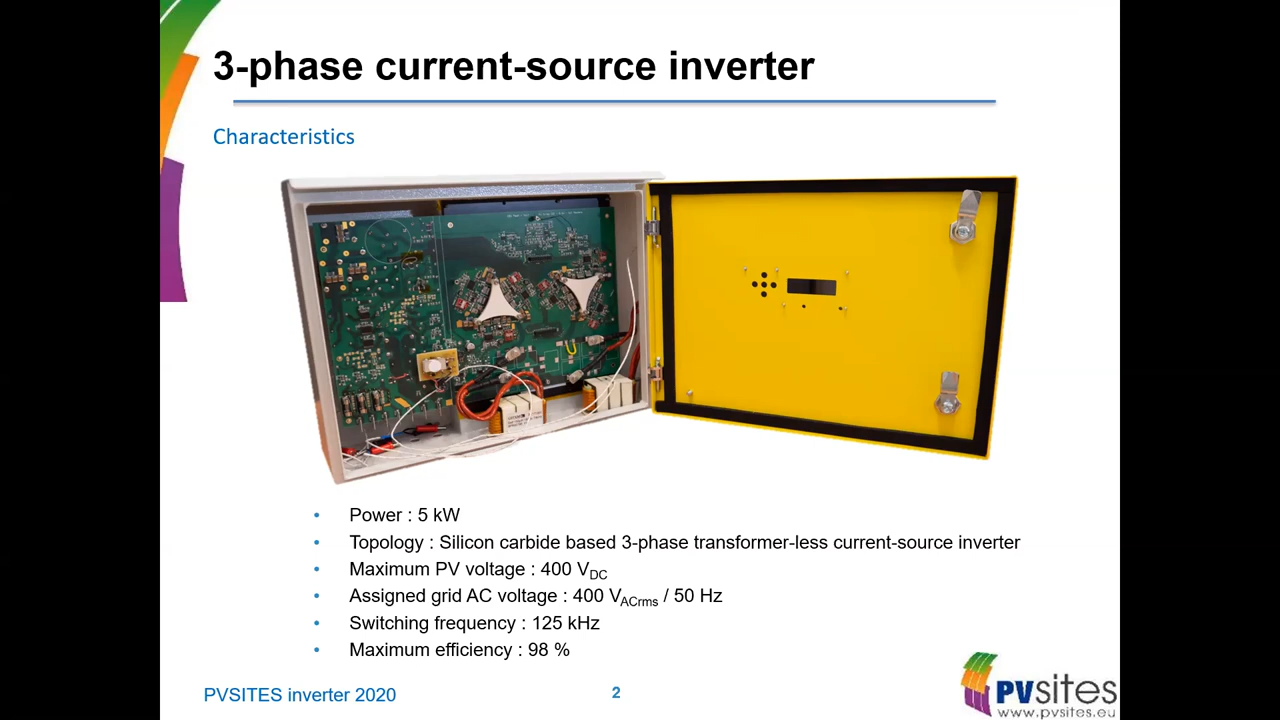 3-phase current-source inverter
Characteristics
• Power : 5 kW
• Topology : Silicon carbide based 3-phase transformer-less current-source inverter
• Maximum PV voltage : 400 VDC
• Assigned grid AC voltage : 400 VACrms / 50 Hz
• Switching frequency : 125 kHz
• Maximum efficiency : 98 %
PVSITES inverter 2020
2
PVsites
www.pvsites.eu